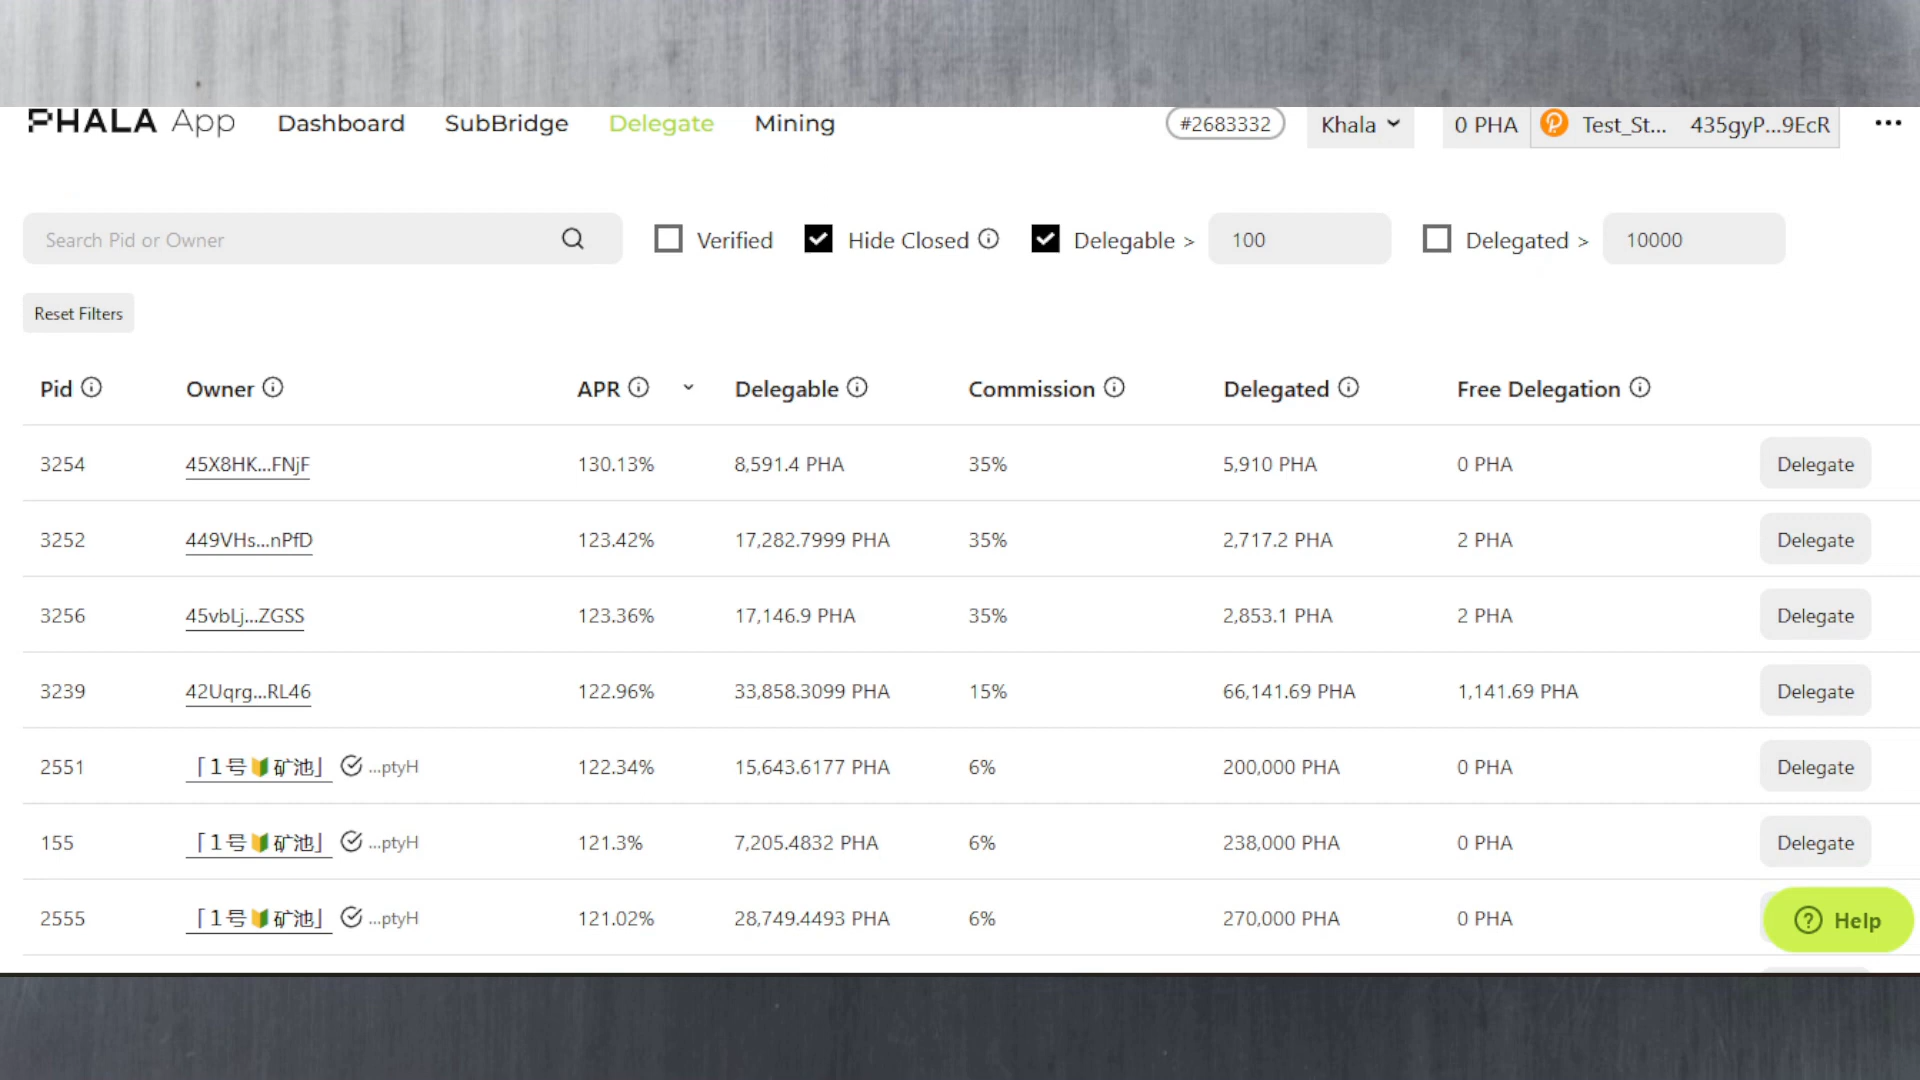 PHALA App Dashboard SubBridge Delegate Mining #2683332 Khala 0 PHA Test_St... 435gyP...9EcR
Search Pid or Owner Verified Hide Closed Delegable > 100 Delegated > 10000
Reset Filters
Pid Owner APR Delegable Commission Delegated Free Delegation
3254 45X8HK...FNjF 130.13% 8,591.4 PHA 35% 5,910 PHA 0 PHA Delegate
3252 449VHs...nPfD 123.42% 17,282.7999 PHA 35% 2,717.2 PHA 2 PHA Delegate
3256 45vbLj...ZGSS 123.36% 17,146.9 PHA 35% 2,853.1 PHA 2 PHA Delegate
3239 42Uqrg...RL46 122.96% 33,858.3099 PHA 15% 66,141.69 PHA 1,141.69 PHA Delegate
2551 「1号🔰矿池」 ...ptyH 122.34% 15,643.6177 PHA 6% 200,000 PHA 0 PHA Delegate
155 「1号🔰矿池」 ...ptyH 121.3% 7,205.4832 PHA 6% 238,000 PHA 0 PHA Delegate
2555 「1号🔰矿池」 ...ptyH 121.02% 28,749.4493 PHA 6% 270,000 PHA 0 PHA
Help